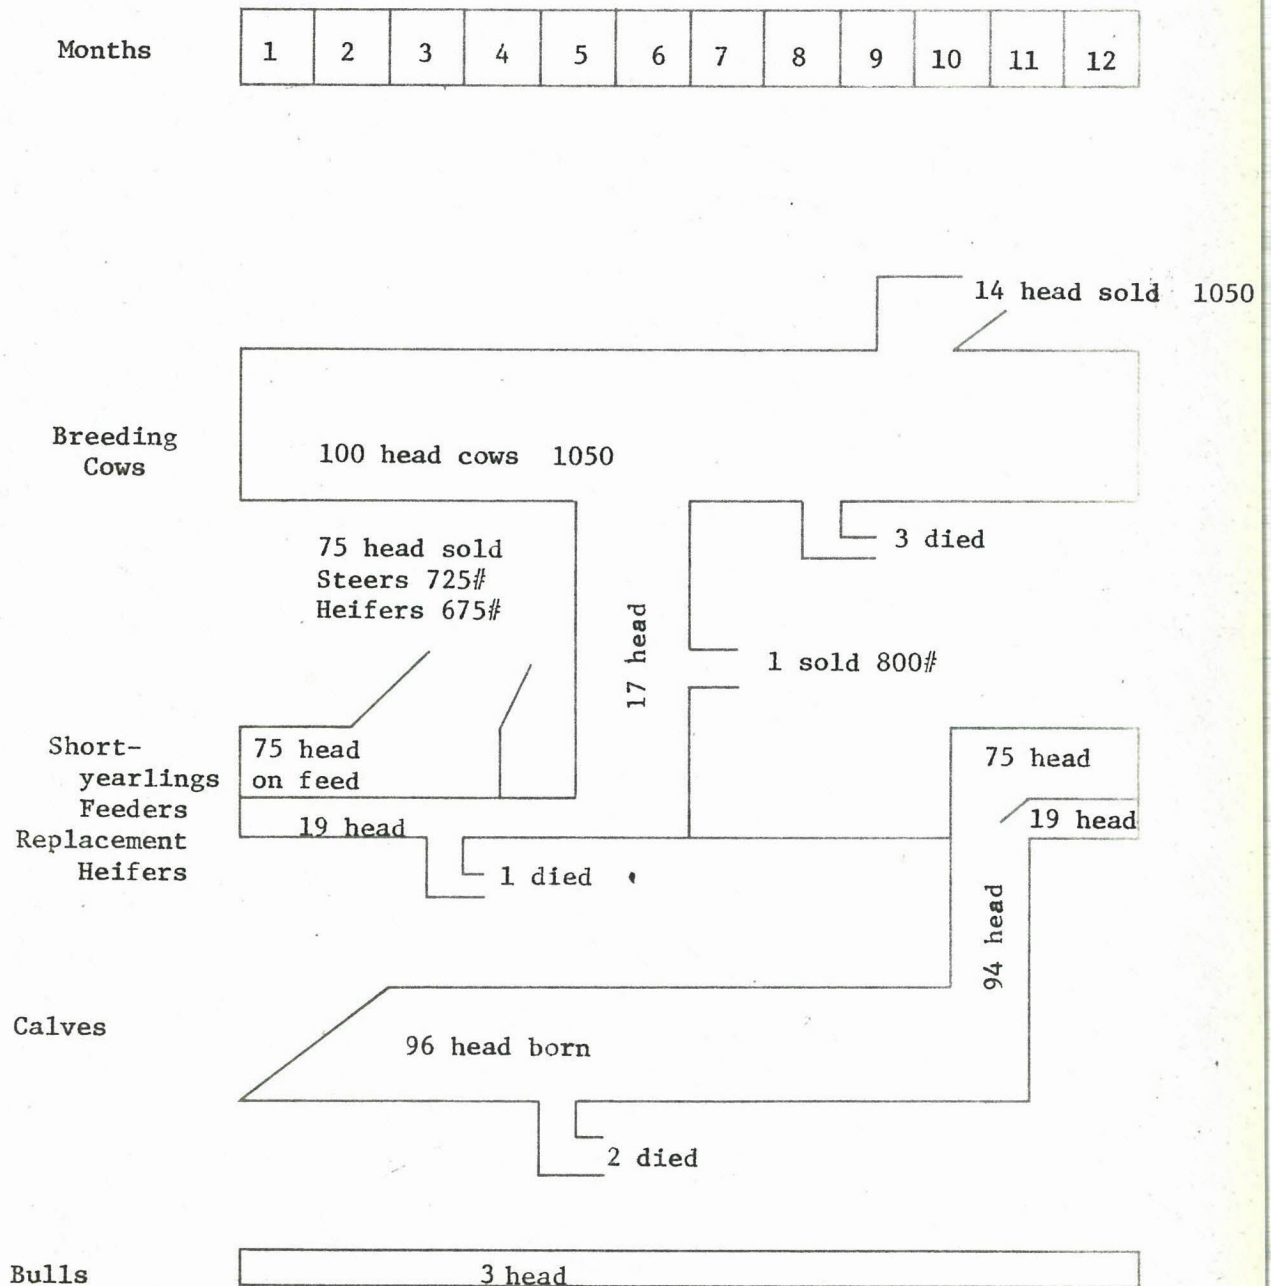 Months 1 2 3 4 5 6 7 8 9 10 11 12
14 head sold 1050
Breeding
Cows
100 head cows 1050
3 died
75 head sold
Steers 725#
Heifers 675#
17 head
1 sold 800#
Short-
yearlings
Feeders
75 head
on feed
75 head
Replacement
Heifers
19 head
19 head
1 died
94 head
Calves
96 head born
2 died
Bulls
3 head